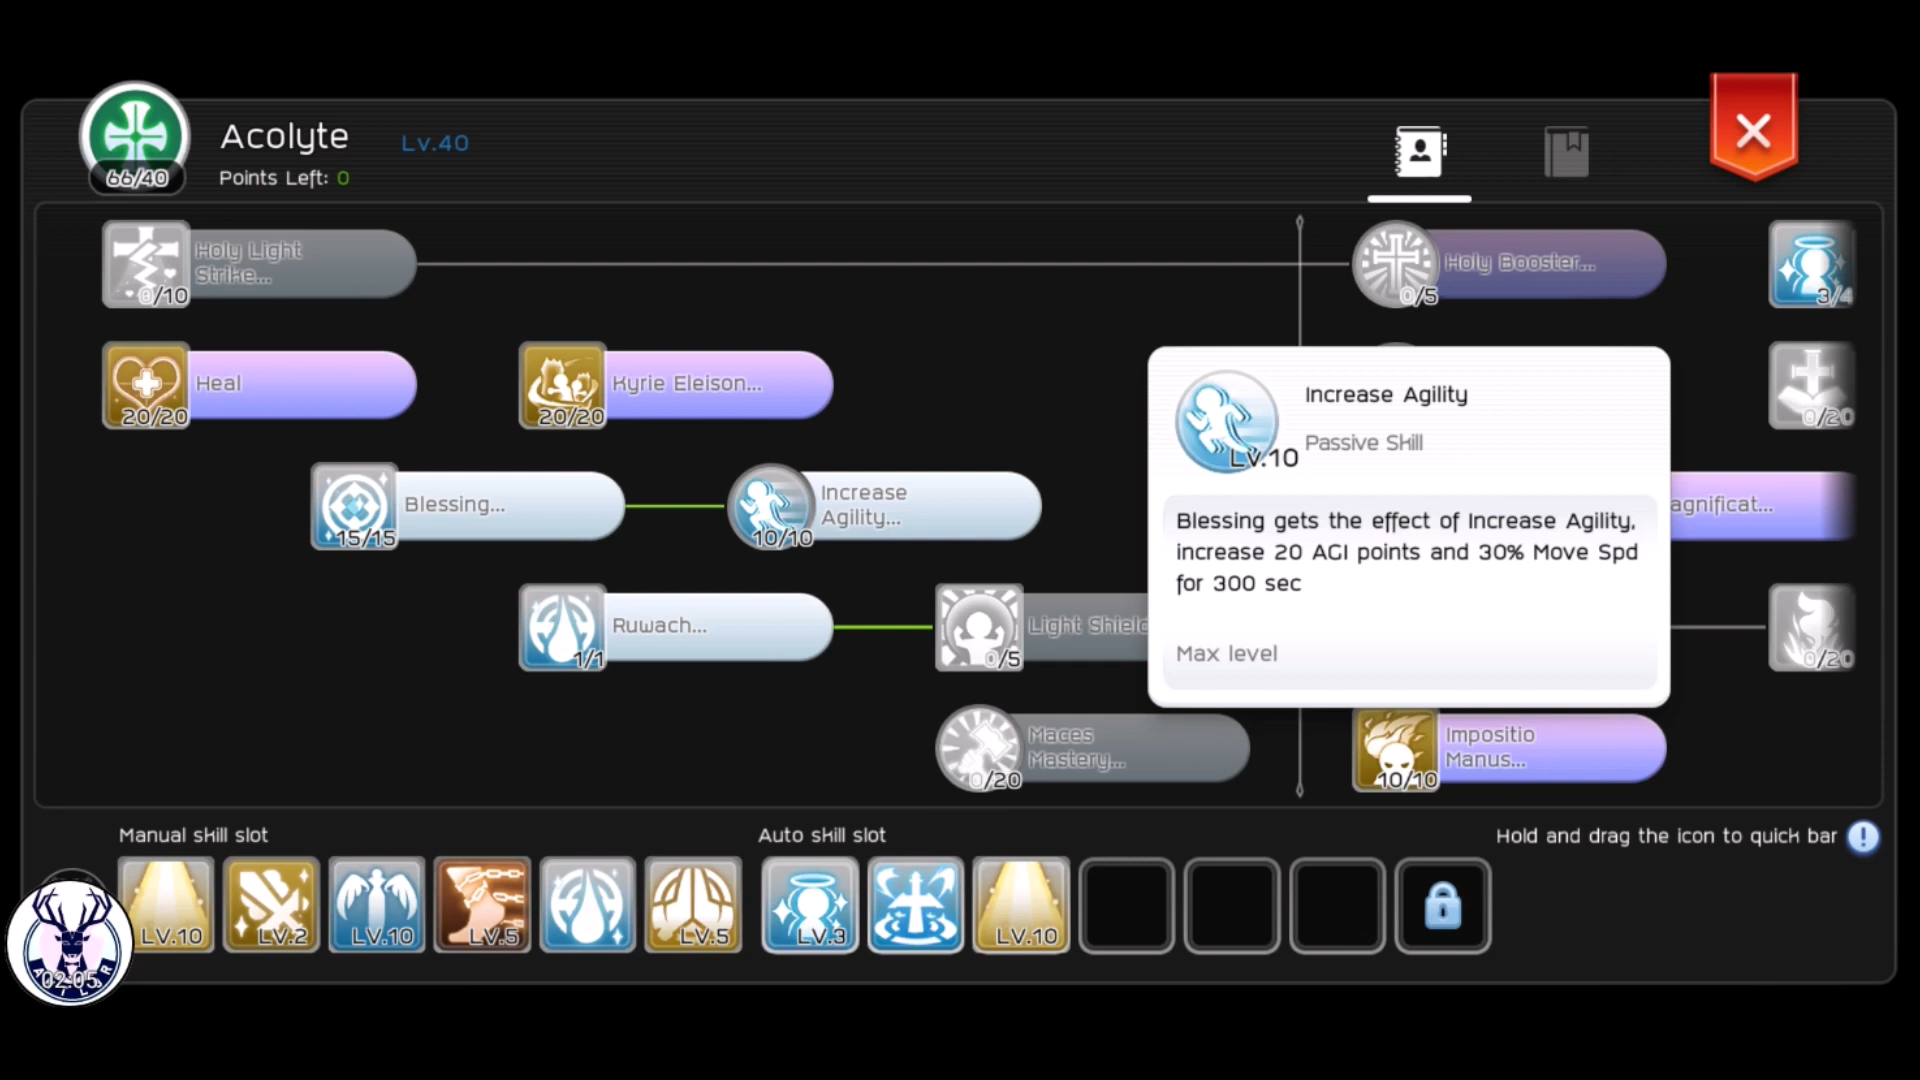 Acolyte
Lv.40
66/40
Points Left: 0
Holy Light
Strike...
0/10
Holy Booster...
0/5
3/4
Heal
20/20
Kyrie Eleison...
20/20
0/20
Increase Agility
Passive Skill
Lv.10
Blessing gets the effect of Increase Agility,
increase 20 AGI points and 30% Move Spd
for 300 sec
Max level
Blessing...
15/15
Increase
Agility...
10/10
agnificat...
Ruwach...
1/1
Light Shield
0/5
0/20
Maces
Mastery...
0/20
Impositio
Manus...
10/10
Manual skill slot
Auto skill slot
Hold and drag the icon to quick bar
LV.10
LV.2
LV.10
LV.5
LV.5
LV.3
LV.10
02:05